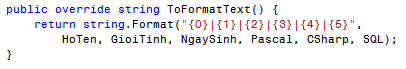 public override string ToFormatText() {
    return string.Format("{0}|{1}|{2}|{3}|{4}|{5}",
        HoTen, GioiTinh, NgaySinh, Pascal, CSharp, SQL);
}